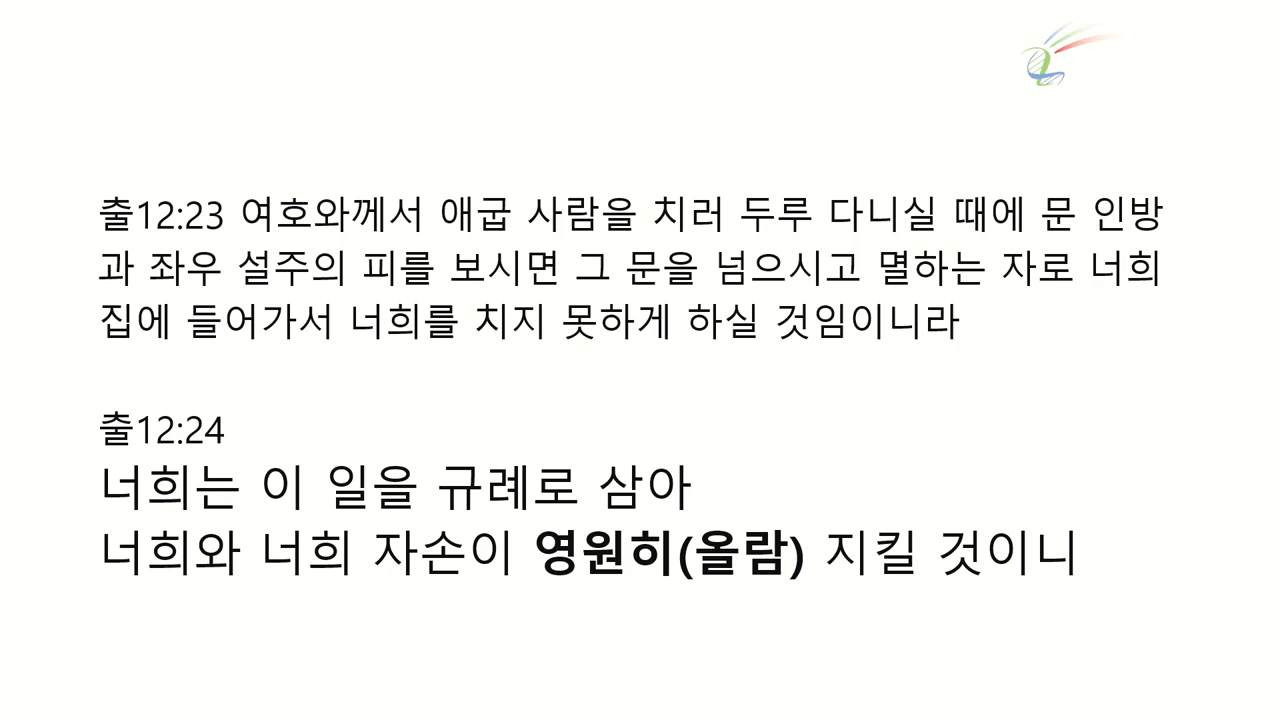 출12:23 여호와께서 애굽 사람을 치러 두루 다니실 때에 문 인방
과 좌우 설주의 피를 보시면 그 문을 넘으시고 멸하는 자로 너희
집에 들어가서 너희를 치지 못하게 하실 것임이니라
출12:24
너희는 이 일을 규례로 삼아
너희와 너희 자손이 영원히(올람) 지킬 것이니